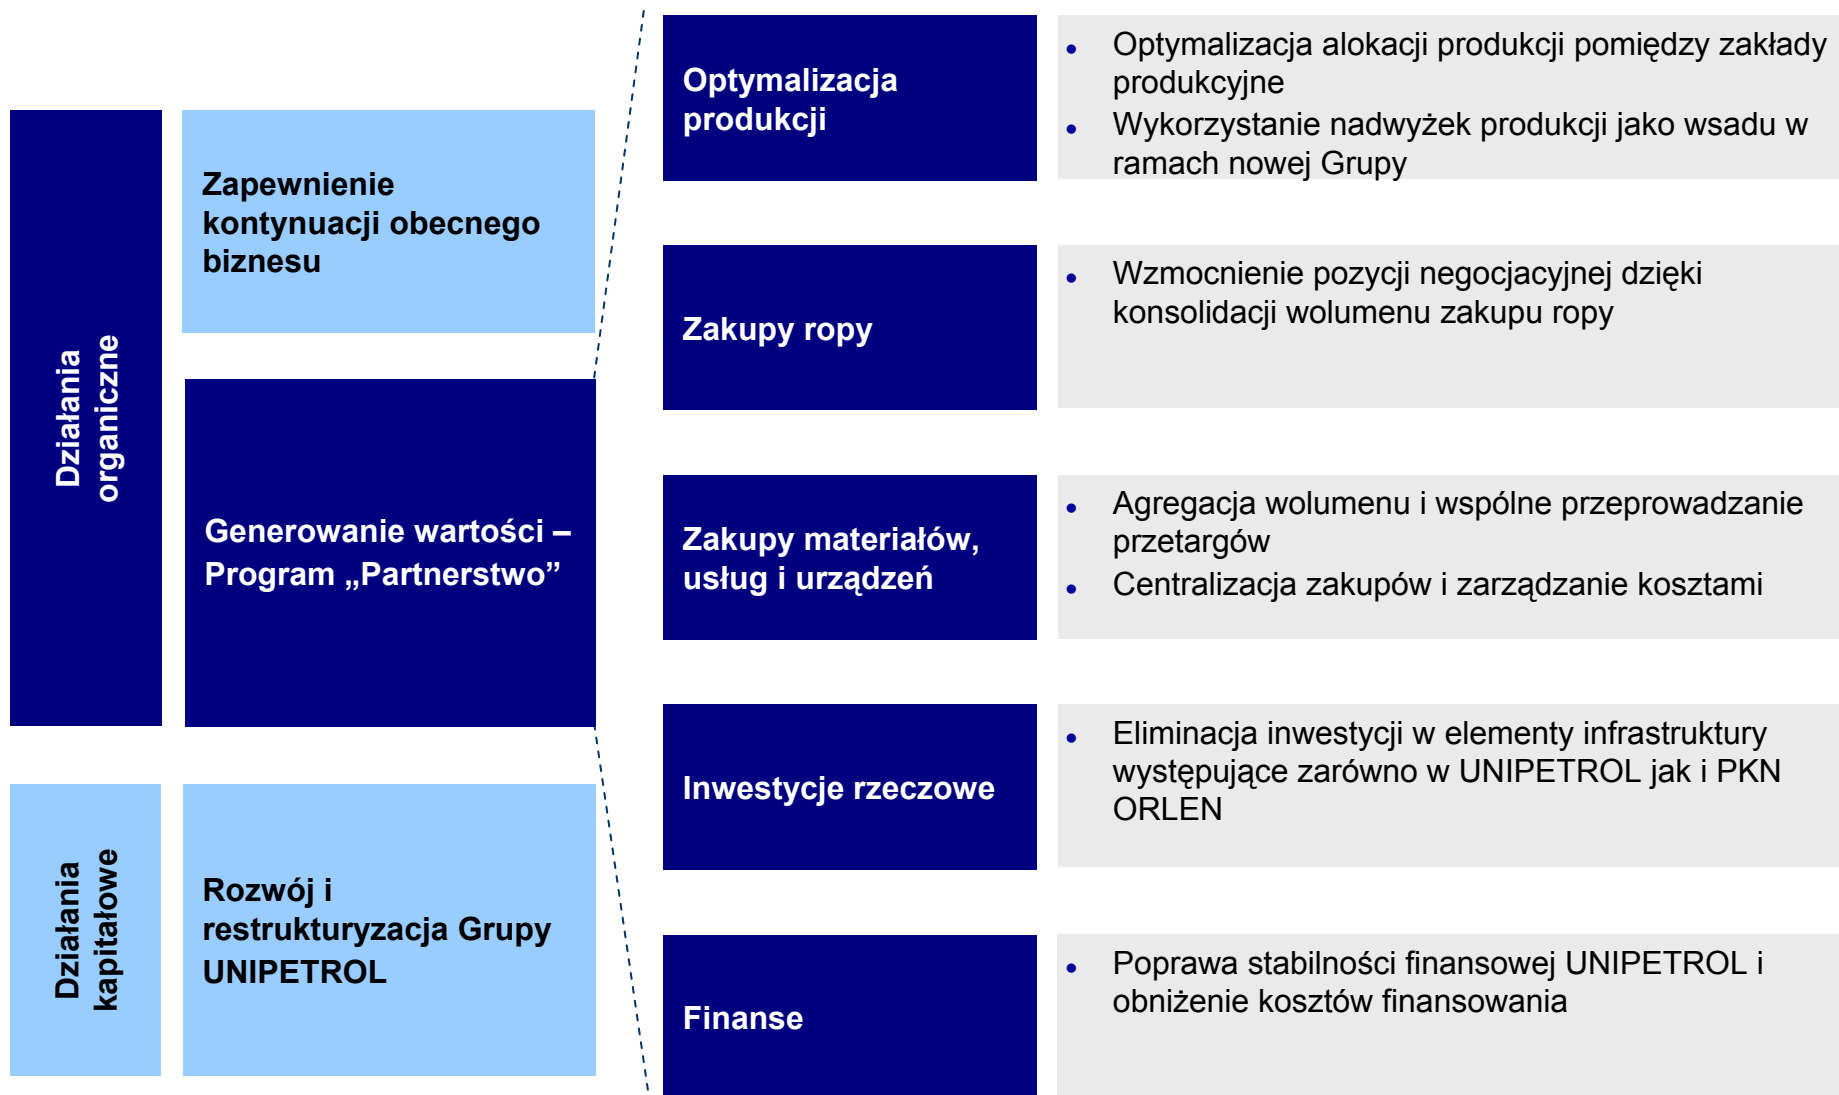 Działania
organiczne
Zapewnienie
kontynuacji obecnego
biznesu
Generowanie wartości –
Program „Partnerstwo”
Działania
kapitałowe
Rozwój i
restrukturyzacja Grupy
UNIPETROL
Optymalizacja
produkcji
Optymalizacja alokacji produkcji pomiędzy zakłady
produkcyjne
Wykorzystanie nadwyżek produkcji jako wsadu w
ramach nowej Grupy
Zakupy ropy
Wzmocnienie pozycji negocjacyjnej dzięki
konsolidacji wolumenu zakupu ropy
Zakupy materiałów,
usług i urządzeń
Agregacja wolumenu i wspólne przeprowadzanie
przetargów
Centralizacja zakupów i zarządzanie kosztami
Inwestycje rzeczowe
Eliminacja inwestycji w elementy infrastruktury
występujące zarówno w UNIPETROL jak i PKN
ORLEN
Finanse
Poprawa stabilności finansowej UNIPETROL i
obniżenie kosztów finansowania